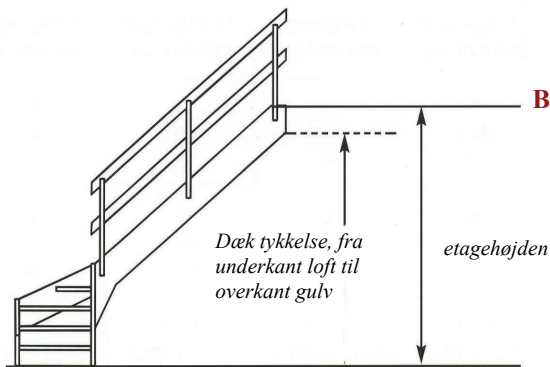 B
Dæk tykkelse, fra
underkant loft til
overkant gulv
etagehøjden